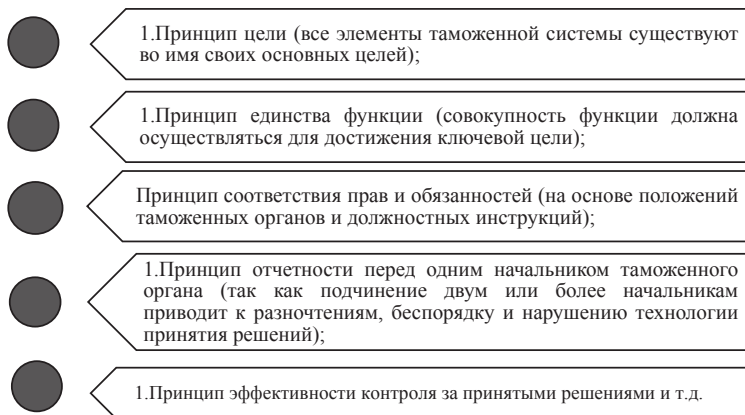 1.Принцип цели (все элементы таможенной системы существуют
во имя своих основных целей);
1.Принцип единства функции (совокупность функции должна
осуществляться для достижения ключевой цели);
Принцип соответствия прав и обязанностей (на основе положений
таможенных органов и должностных инструкций);
1.Принцип отчетности перед одним начальником таможенного
органа (так как подчинение двум или более начальникам
приводит к разночтениям, беспорядку и нарушению технологии
принятия решений);
1.Принцип эффективности контроля за принятыми решениями и т.д.